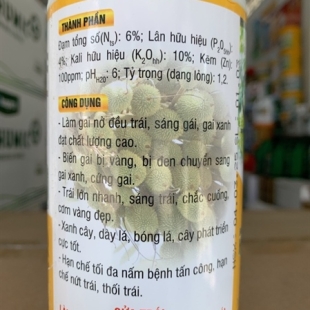 THÀNH PHẦN
Đạm tổng số(Nts): 6%; Lân hữu hiệu (P2O5hh):
4%; Kali hữu hiệu (K2Ohh): 10%; Kẽm (Zn):
100ppm; pHH2O: 6; Tỷ trọng (dạng lỏng): 1,2.
CÔNG DỤNG
- Làm gai nở đều trái, sáng gái, gai xanh
đạt chất lượng cao.
- Biến gai bị vàng, bị đen chuyển sang
gai xanh, cứng gai.
- Trái lớn nhanh, sáng trái, chắc cuống,
cơm vàng đẹp.
- Xanh cây, dày lá, bóng lá, cây phát triển
cực tốt.
- Hạn chế tối đa nấm bệnh tấn công, hạn
chế nứt trái, thối trái.